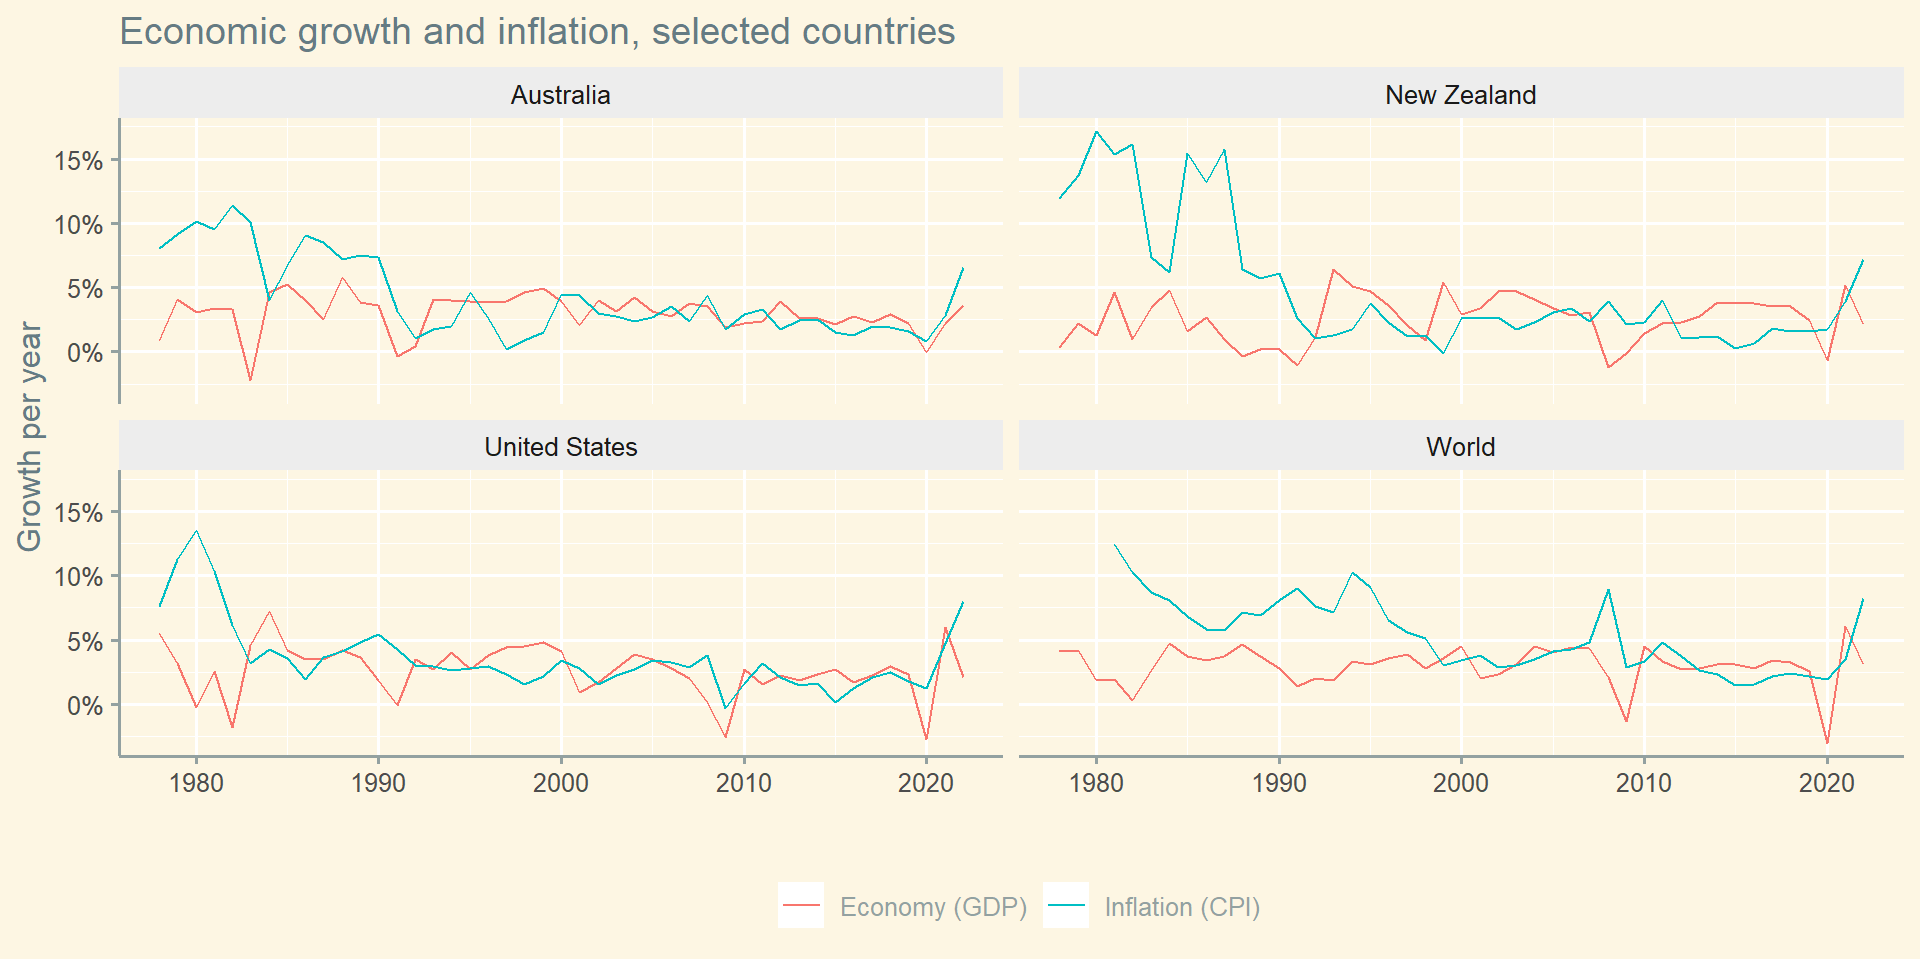 Economic growth and inflation, selected countries
Australia
New Zealand
15%
10%
5%
0%
Growth per year
United States
World
15%
10%
5%
0%
1980 1990 2000 2010 2020 1980 1990 2000 2010 2020
Economy (GDP) Inflation (CPI)